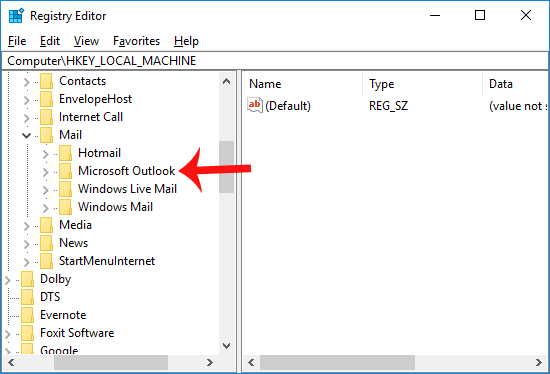 Registry Editor
File Edit View Favorites Help
Computer\HKEY_LOCAL_MACHINE
Contacts
EnvelopeHost
Internet Call
Mail
Hotmail
Microsoft Outlook
Windows Live Mail
Windows Mail
Media
News
StartMenuInternet
Dolby
DTS
Evernote
Foxit Software
Google
Name Type Data
ab (Default) REG_SZ (value not s